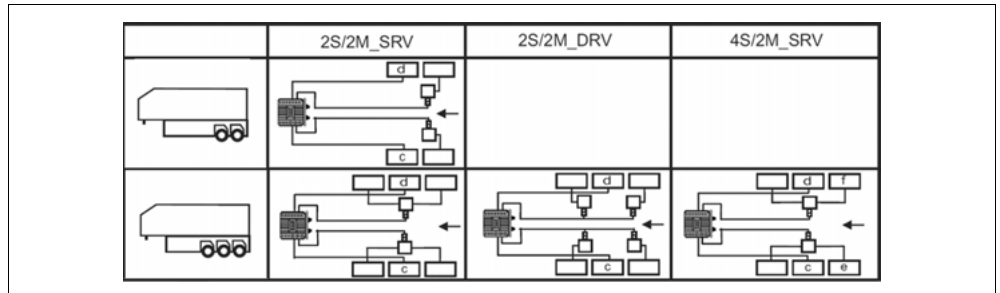 2S/2M_SRV 2S/2M_DRV 4S/2M_SRV
d
c
d d d f
c c c e